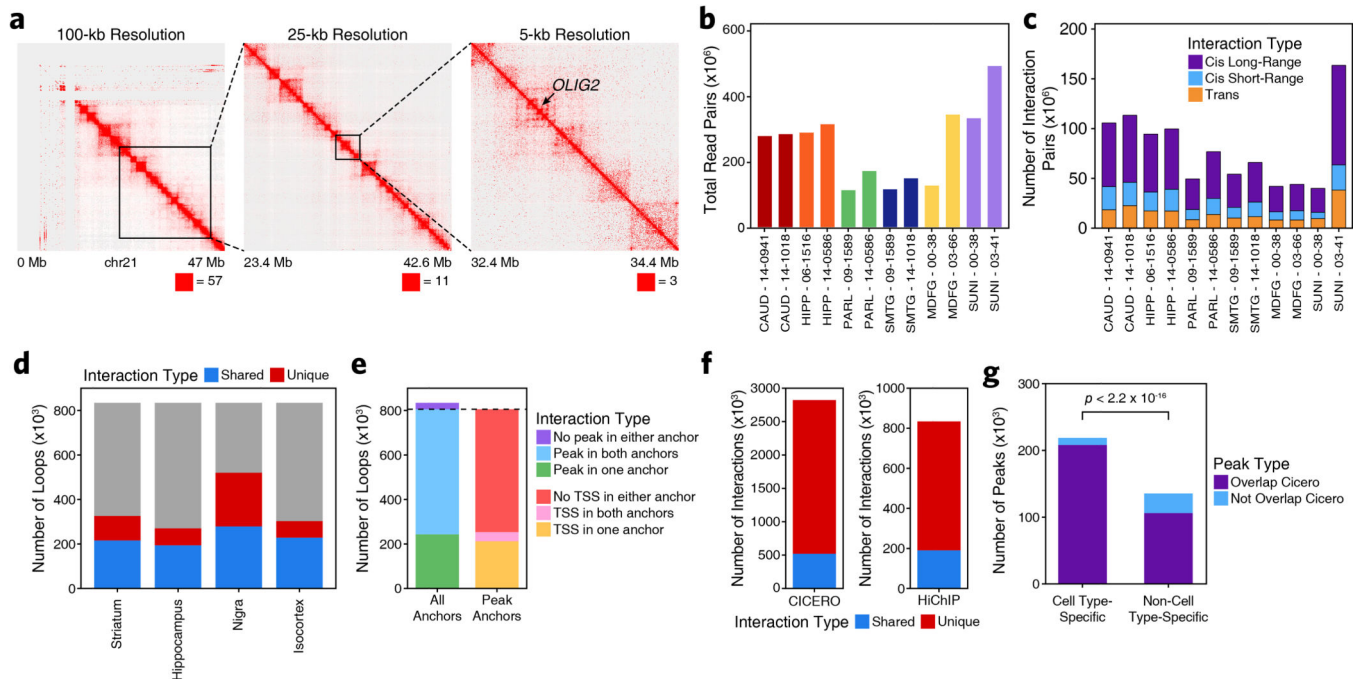 a
100-kb Resolution
25-kb Resolution
5-kb Resolution
OLIG2
0 Mb
chr21
47 Mb
23.4 Mb
42.6 Mb
32.4 Mb
34.4 Mb
= 57
= 11
= 3
b
Total Read Pairs (x10⁶)
600
400
200
0
CAUD - 14-0941
CAUD - 14-1018
HIPP - 06-1516
HIPP - 14-0586
PARL - 09-1589
PARL - 14-0586
SMTG - 09-1589
SMTG - 14-1018
MDFG - 00-38
MDFG - 03-66
SUNI - 00-38
SUNI - 03-41
c
Number of Interaction
Pairs (x10⁶)
200
150
100
50
0
Interaction Type
Cis Long-Range
Cis Short-Range
Trans
CAUD - 14-0941
CAUD - 14-1018
HIPP - 06-1516
HIPP - 14-0586
PARL - 09-1589
PARL - 14-0586
SMTG - 09-1589
SMTG - 14-1018
MDFG - 00-38
MDFG - 03-66
SUNI - 00-38
SUNI - 03-41
d
Interaction Type
Shared
Unique
Number of Loops (x10³)
800
600
400
200
0
Striatum
Hippocampus
Nigra
Isocortex
e
Number of Loops (x10³)
800
600
400
200
0
All
Anchors
Peak
Anchors
Interaction Type
No peak in either anchor
Peak in both anchors
Peak in one anchor
No TSS in either anchor
TSS in both anchors
TSS in one anchor
f
Number of Interactions (x10³)
3000
2500
2000
1500
1000
500
0
CICERO
Number of Interactions (x10³)
1000
800
600
400
200
0
HiChIP
Interaction Type
Shared
Unique
g
Number of Peaks (x10³)
300
200
100
0
p < 2.2 x 10⁻¹⁶
Cell Type-
Specific
Non-Cell
Type-Specific
Peak Type
Overlap Cicero
Not Overlap Cicero